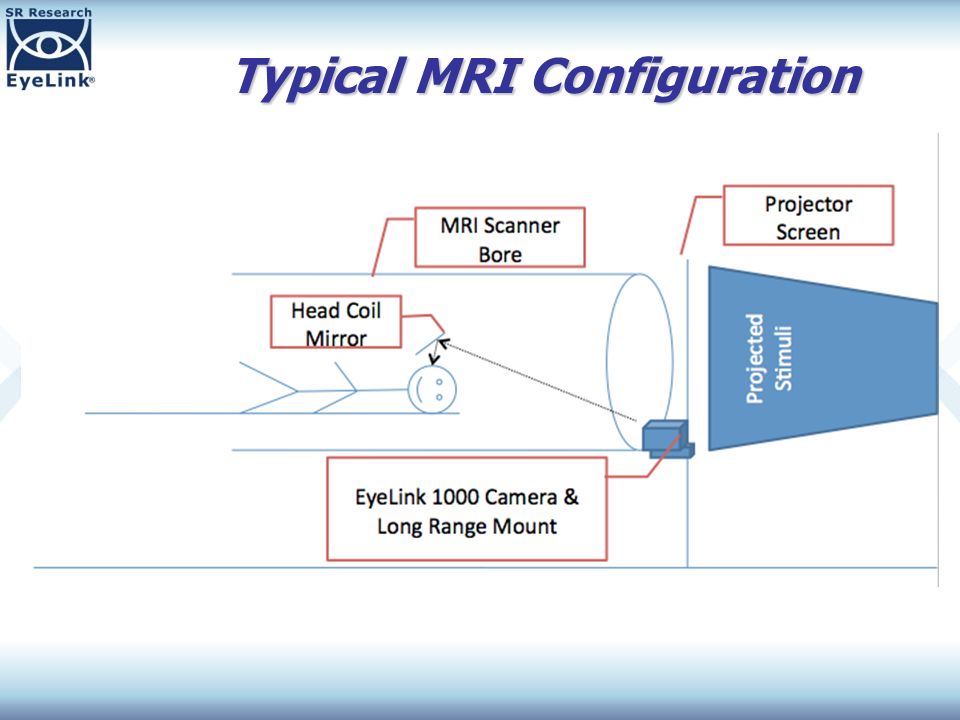 SR Research
EyeLink®
Typical MRI Configuration
MRI Scanner
Bore
Projector
Screen
Head Coil
Mirror
Projected
Stimuli
EyeLink 1000 Camera &
Long Range Mount